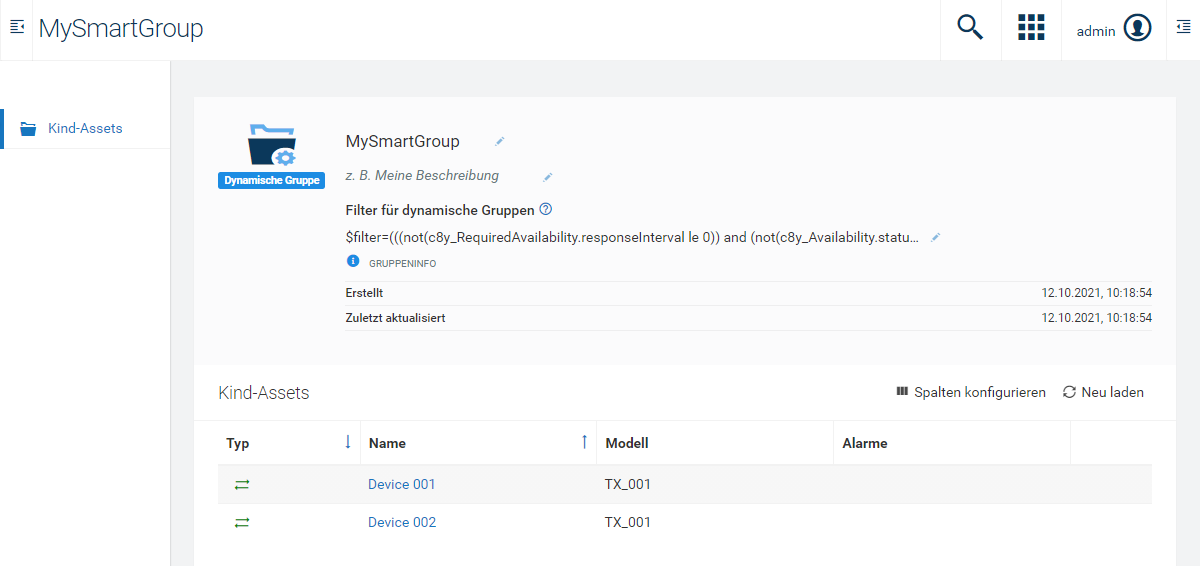 MySmartGroup
admin
Kind-Assets
MySmartGroup
Dynamische Gruppe
z. B. Meine Beschreibung
Filter für dynamische Gruppen
$filter=(((not(c8y_RequiredAvailability.responseInterval le 0)) and (not(c8y_Availability.statu...
GRUPPENINFO
Erstellt 12.10.2021, 10:18:54
Zuletzt aktualisiert 12.10.2021, 10:18:54
Kind-Assets Spalten konfigurieren Neu laden
Typ Name Modell Alarme
Device 001 TX_001
Device 002 TX_001